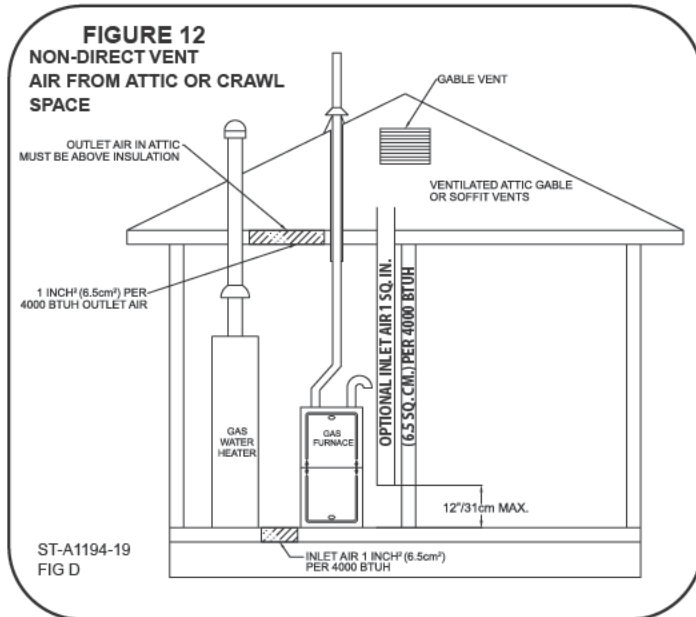 FIGURE 12
NON-DIRECT VENT
AIR FROM ATTIC OR CRAWL
SPACE
GABLE VENT
OUTLET AIR IN ATTIC
MUST BE ABOVE INSULATION
VENTILATED ATTIC GABLE
OR SOFFIT VENTS
1 INCH² (6.5cm²) PER
4000 BTUH OUTLET AIR
OPTIONAL INLET AIR 1 SQ. IN.
(6.5 SQ. CM.) PER 4000 BTUH
GAS
WATER
HEATER
GAS
FURNACE
12"/31cm MAX.
ST-A1194-19
FIG D
INLET AIR 1 INCH² (6.5cm²)
PER 4000 BTUH